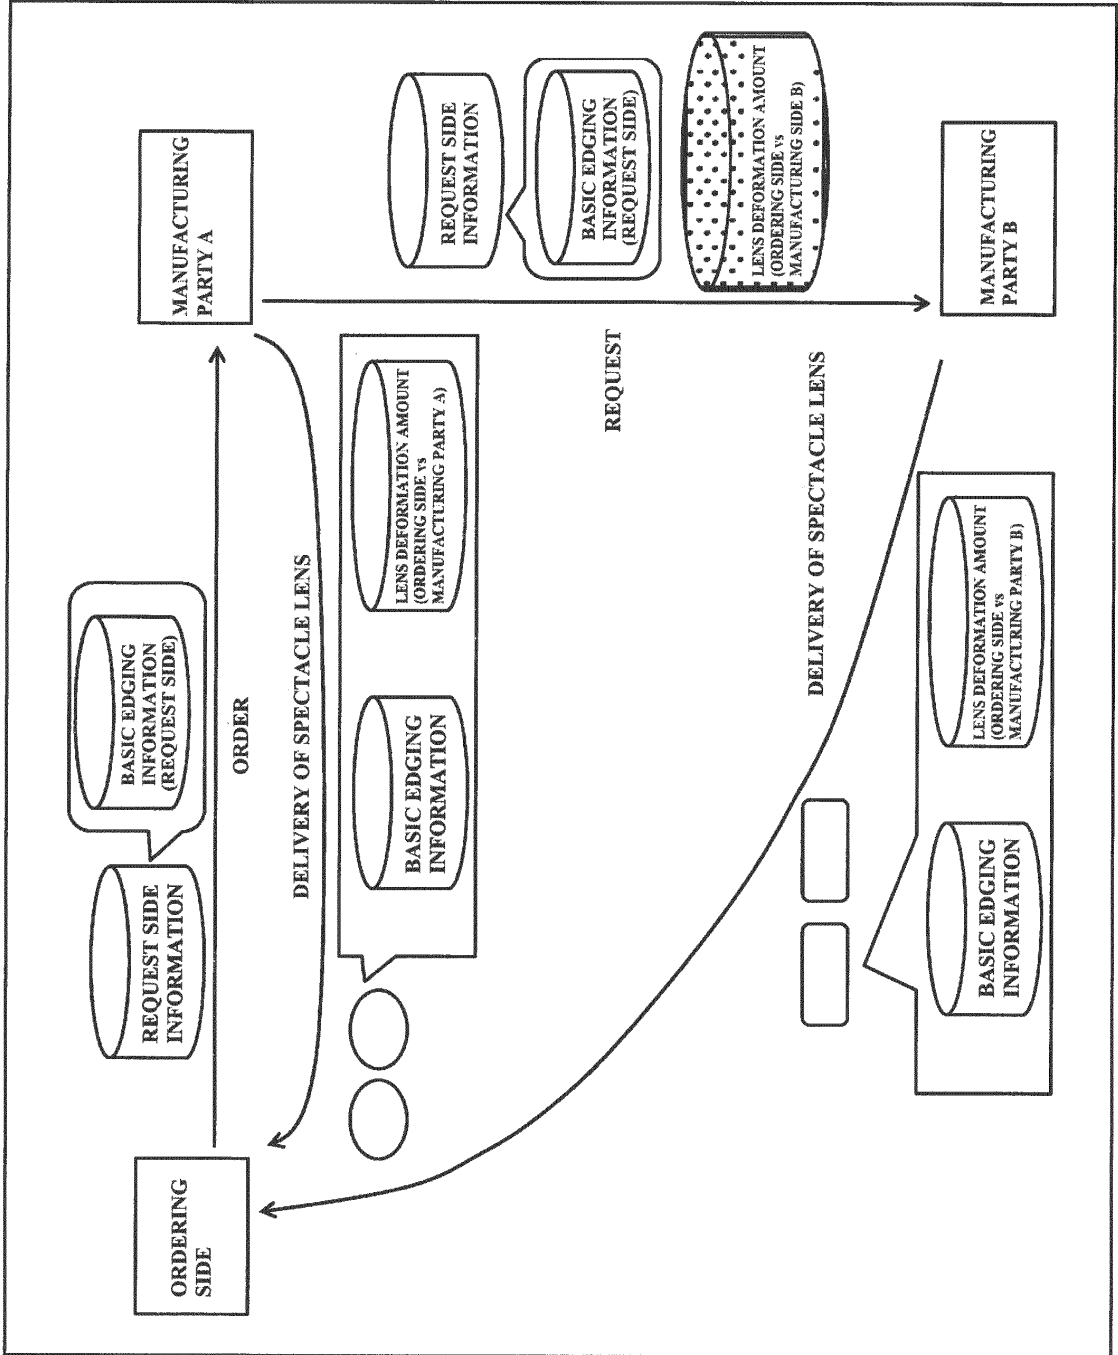 ORDERING
SIDE
REQUEST SIDE
INFORMATION
BASIC EDGING
INFORMATION
(REQUEST SIDE)
ORDER
MANUFACTURING
PARTY A
DELIVERY OF SPECTACLE LENS
BASIC EDGING
INFORMATION
LENS DEFORMATION AMOUNT
(ORDERING SIDE vs
MANUFACTURING PARTY A)
REQUEST
REQUEST SIDE
INFORMATION
BASIC EDGING
INFORMATION
(REQUEST SIDE)
LENS DEFORMATION AMOUNT
(ORDERING SIDE vs
MANUFACTURING SIDE B)
DELIVERY OF SPECTACLE LENS
BASIC EDGING
INFORMATION
LENS DEFORMATION AMOUNT
(ORDERING SIDE vs
MANUFACTURING PARTY B)
MANUFACTURING
PARTY B